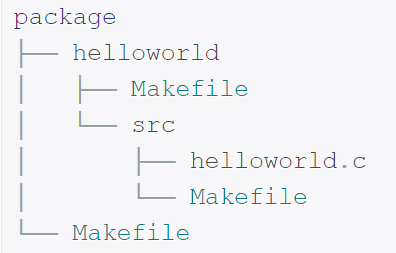 package
├── helloworld
│   ├── Makefile
│   └── src
│       ├── helloworld.c
│       └── Makefile
└── Makefile